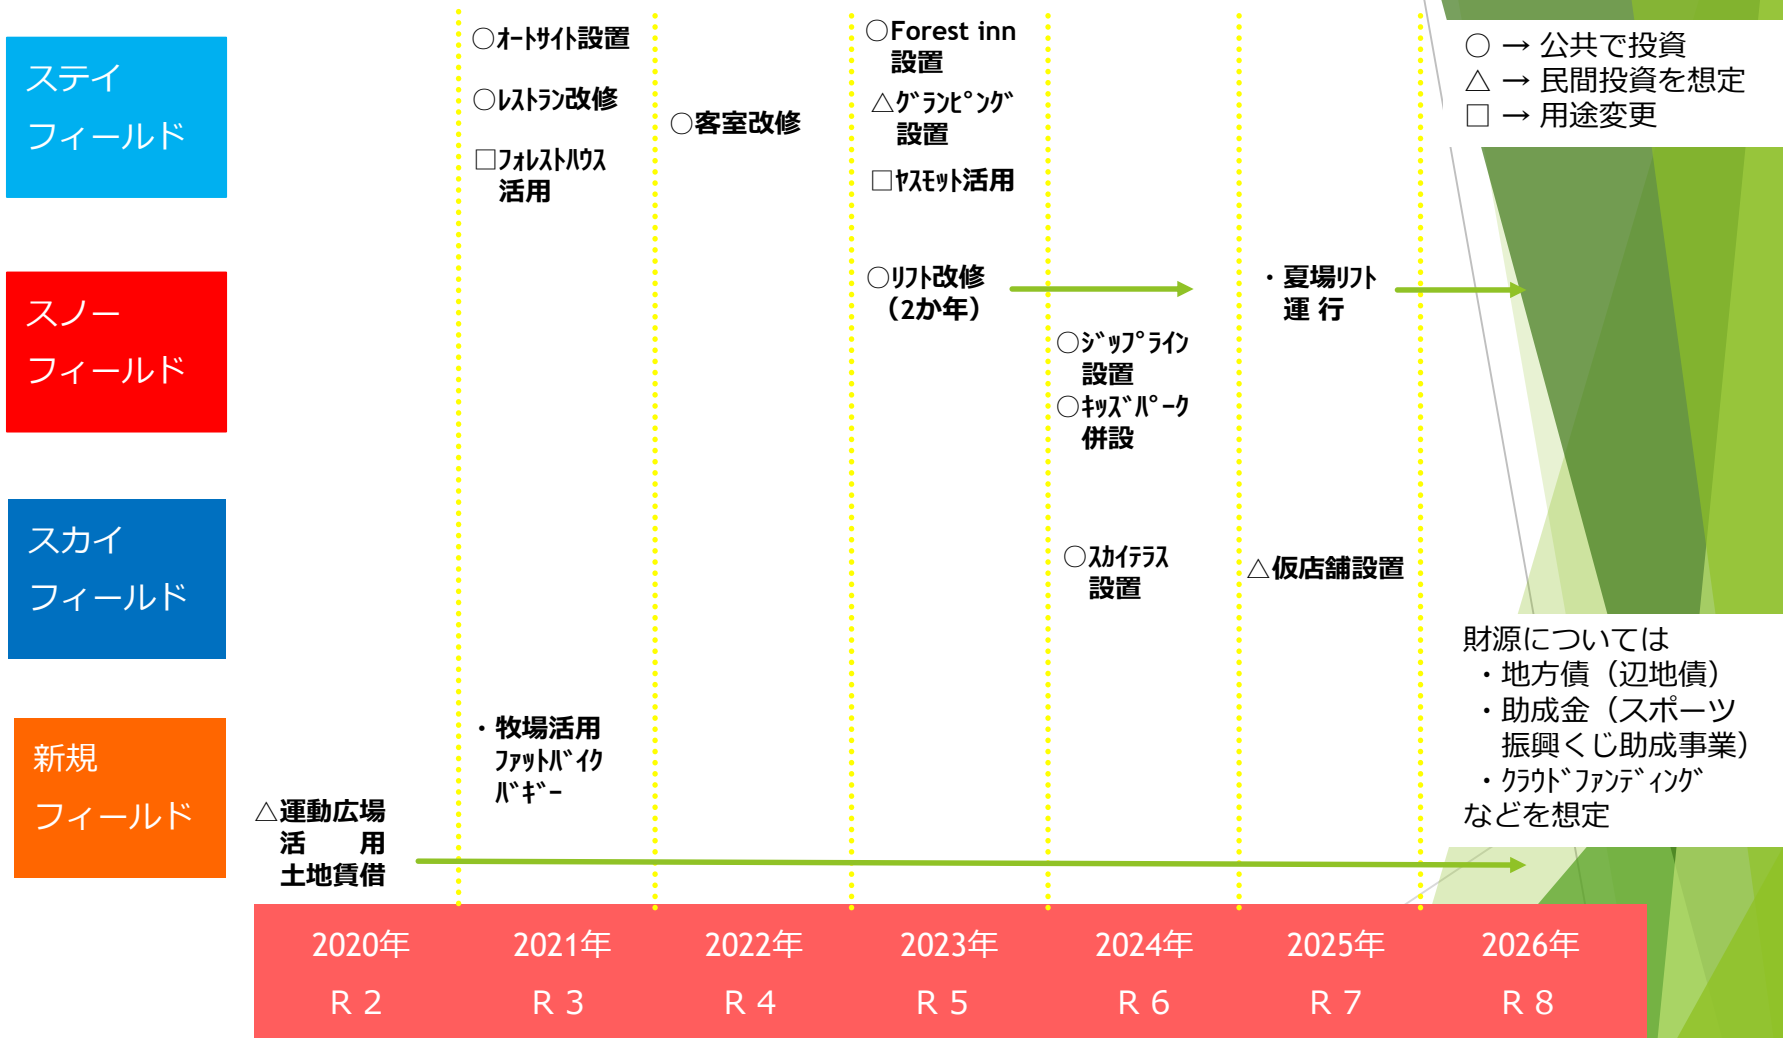 ステイ
フィールド
○ｵｰﾄｻｲﾄ設置
○ﾚｽﾄﾗﾝ改修
□ﾌｫﾚｽﾄﾊｳｽ
活用
○客室改修
○Forest inn
設置
△ｸﾞﾗﾝﾋﾟﾝｸﾞ
設置
□ﾔｽﾓｯﾄ活用
○ → 公共で投資
△ → 民間投資を想定
□ → 用途変更
スノー
フィールド
○ﾘﾌﾄ改修
（2か年）
○ｼﾞｯﾌﾟﾗｲﾝ
設置
○ｷｯｽﾞﾊﾟｰｸ
併設
・夏場ﾘﾌﾄ
運 行
スカイ
フィールド
○ｽｶｲﾃﾗｽ
設置
△仮店舗設置
新規
フィールド
△運動広場
活　　用
土地賃借
・牧場活用
ﾌｧｯﾄﾊﾞｲｸ
ﾊﾞｷﾞｰ
財源については
・地方債（辺地債）
・助成金（スポーツ
振興くじ助成事業）
・ｸﾗｳﾄﾞﾌｧﾝﾃﾞｨﾝｸﾞ
などを想定
2020年
R 2
2021年
R 3
2022年
R 4
2023年
R 5
2024年
R 6
2025年
R 7
2026年
R 8